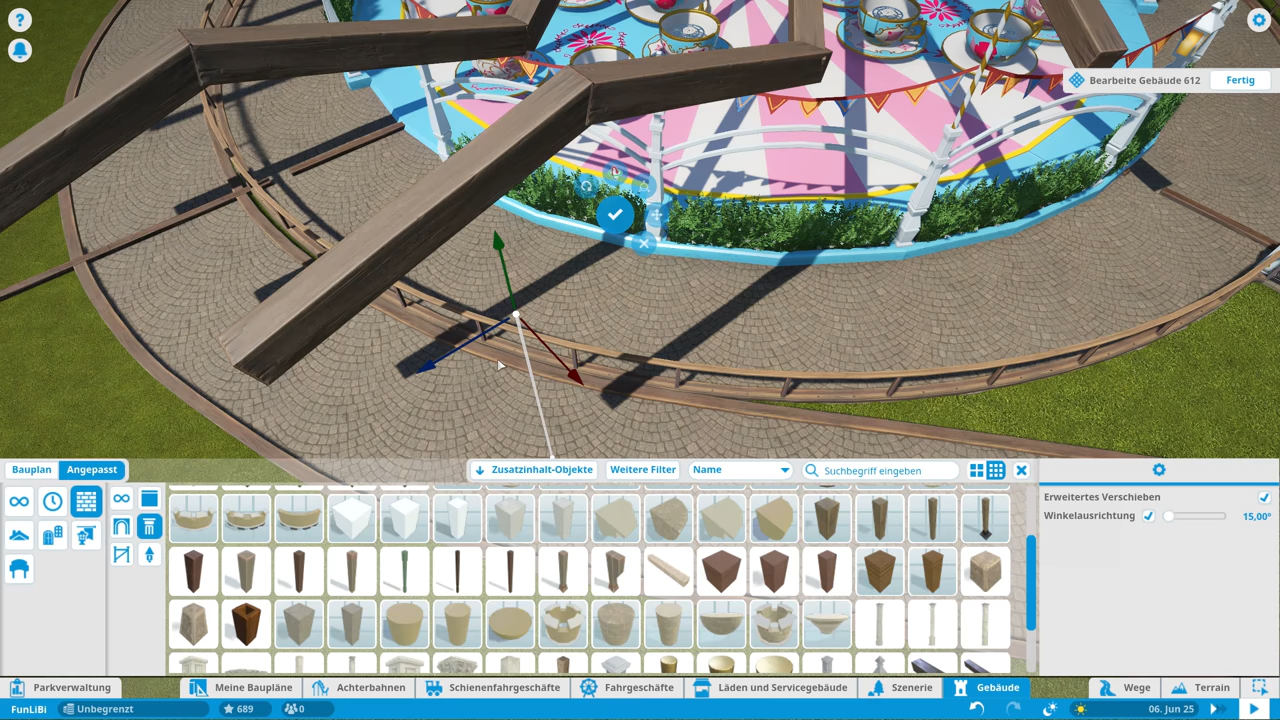 ?
Bearbeite Gebäude 612
Fertig
Bauplan
Angepasst
Zusatzinhalt-Objekte
Weitere Filter
Name
Suchbegriff eingeben
Erweitertes Verschieben
Winkelausrichtung
15,00°
Parkverwaltung
Meine Baupläne
Achterbahnen
Schienenfahrgeschäfte
Fahrgeschäfte
Läden und Servicegebäude
Szenerie
Gebäude
Wege
Terrain
FunLiBi
Unbegrenzt
689
0
06. Jun 25